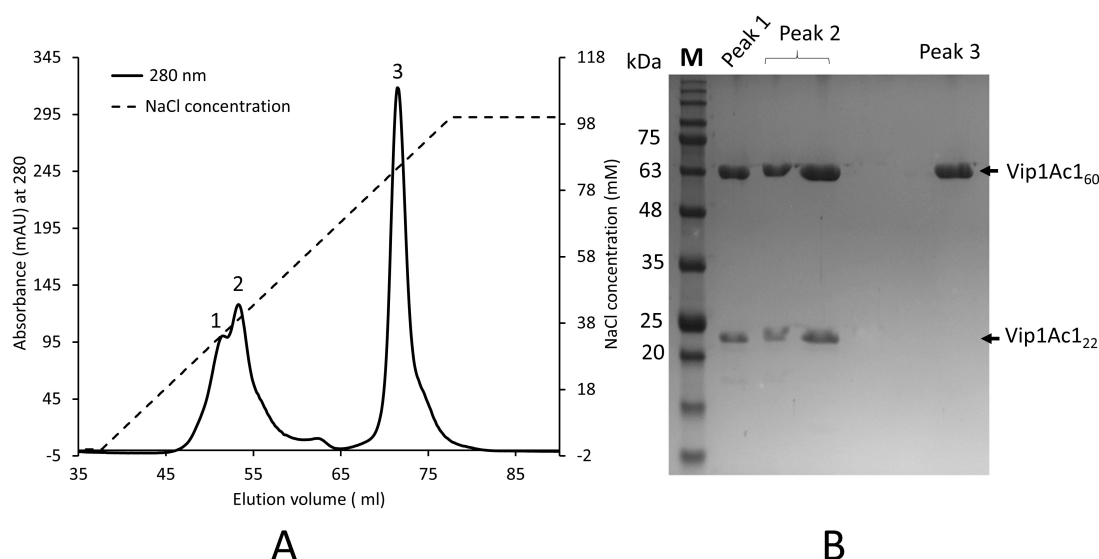 345
295
245
195
145
95
45
-5
Absorbance (mAU) at 280
280 nm
NaCl concentration
1
2
3
118
98
78
58
38
18
-2
NaCl concentration (mM)
35 45 55 65 75 85
Elution volume ( ml)
A
kDa
M
Peak 1
Peak 2
Peak 3
75
63
48
35
25
20
Vip1Ac1₆₀
Vip1Ac1₂₂
B